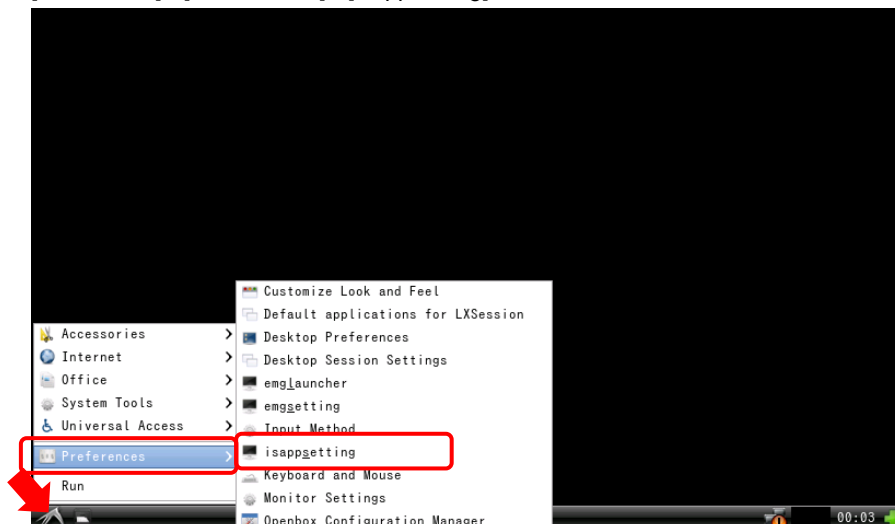 Customize Look and Feel
Default applications for LXSession
Desktop Preferences
Desktop Session Settings
emglauncher
emgsetting
Input Method
isappsetting
Keyboard and Mouse
Monitor Settings
Openbox Configuration Manager
Accessories
Internet
Office
System Tools
Universal Access
Preferences
Run
00:03